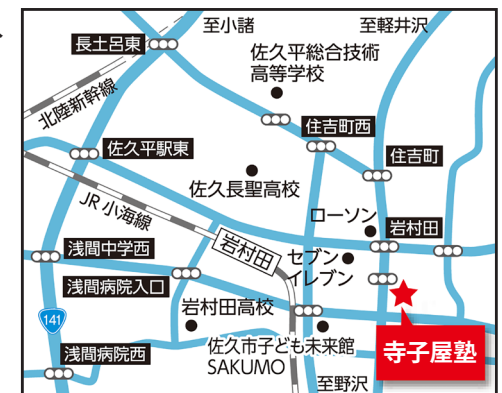 至小諸
至軽井沢
長土呂東
佐久平総合技術
高等学校
北陸新幹線
住吉町西
佐久平駅東
住吉町
佐久長聖高校
JR 小海線
ローソン
岩村田
岩村田
浅間中学西
セブン
イレブン
浅間病院入口
岩村田高校
141
佐久市子ども未来館
SAKUMO
寺子屋塾
浅間病院西
至野沢